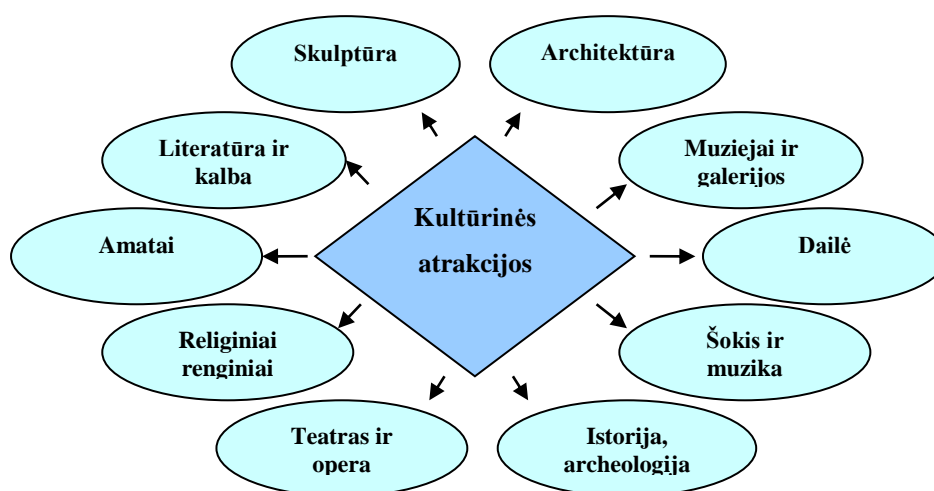 Skulptūra
Architektūra
Literatūra ir
kalba
Muziejai ir
galerijos
Kultūrinės
atrakcijos
Amatai
Dailė
Religiniai
renginiai
Šokis ir
muzika
Teatras ir
opera
Istorija,
archeologija